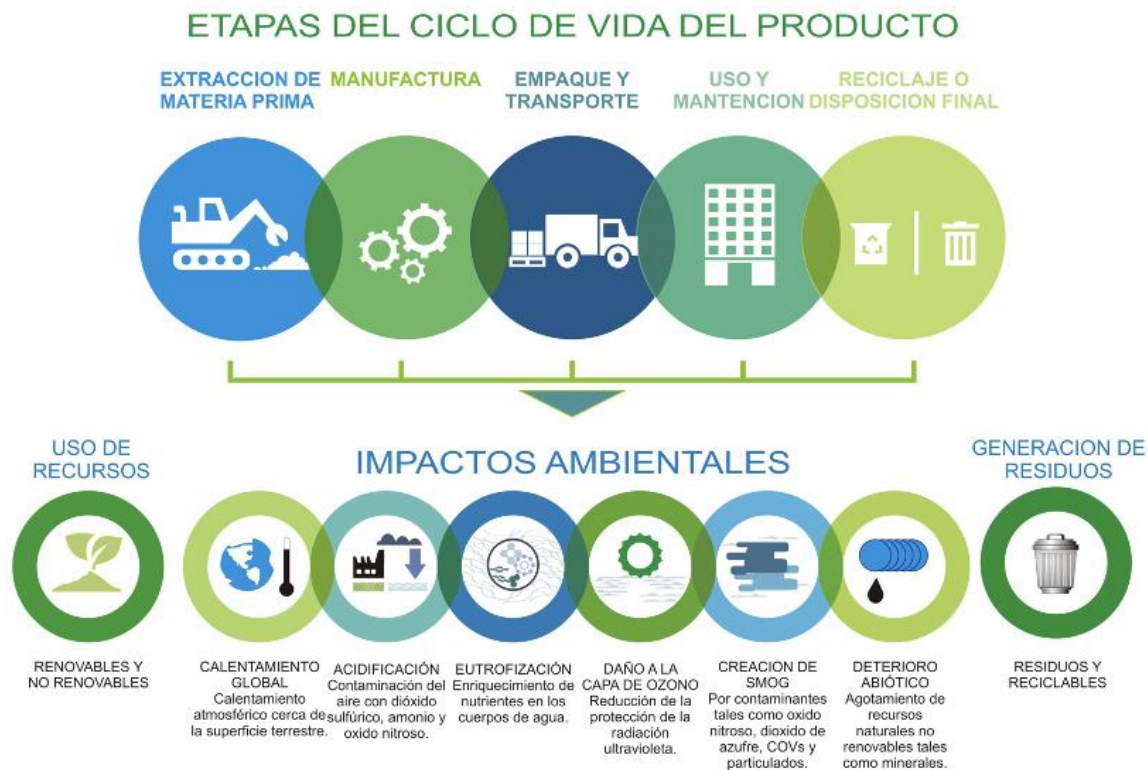 ETAPAS DEL CICLO DE VIDA DEL PRODUCTO
EXTRACCION DE
MATERIA PRIMA
MANUFACTURA
EMPAQUE Y
TRANSPORTE
USO Y
MANTENCION
RECICLAJE O
DISPOSICION FINAL
USO DE
RECURSOS
IMPACTOS AMBIENTALES
GENERACION DE
RESIDUOS
RENOVABLES Y
NO RENOVABLES
CALENTAMIENTO
GLOBAL
Calentamiento
atmosférico cerca de
la superficie terrestre.
ACIDIFICACIÓN
Contaminación del
aire con dióxido
sulfúrico, amonio y
oxido nitroso.
EUTROFIZACIÓN
Enriquecimiento de
nutrientes en los
cuerpos de agua.
DAÑO A LA
CAPA DE OZONO
Reducción de la
protección de la
radiación
ultravioleta.
CREACION DE
SMOG
Por contaminantes
tales como oxido
nitroso, dioxido de
azufre, COVs y
particulados.
DETERIORO
ABIÓTICO
Agotamiento de
recursos
naturales no
renovables tales
como minerales.
RESIDUOS Y
RECICLABLES